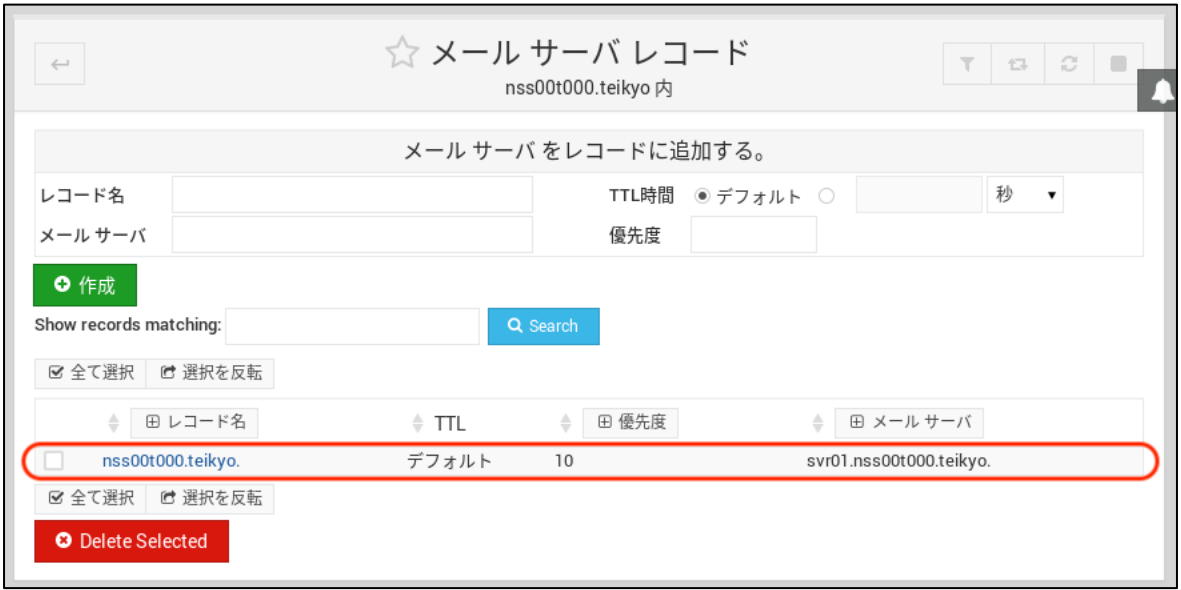 メール サーバ レコード
nss00t000.teikyo 内
メール サーバ をレコードに追加する。
レコード名 TTL時間 デフォルト 秒
メール サーバ 優先度
作成
Show records matching: Search
全て選択 選択を反転
レコード名 TTL 優先度 メール サーバ
nss00t000.teikyo. デフォルト 10 svr01.nss00t000.teikyo.
全て選択 選択を反転
Delete Selected